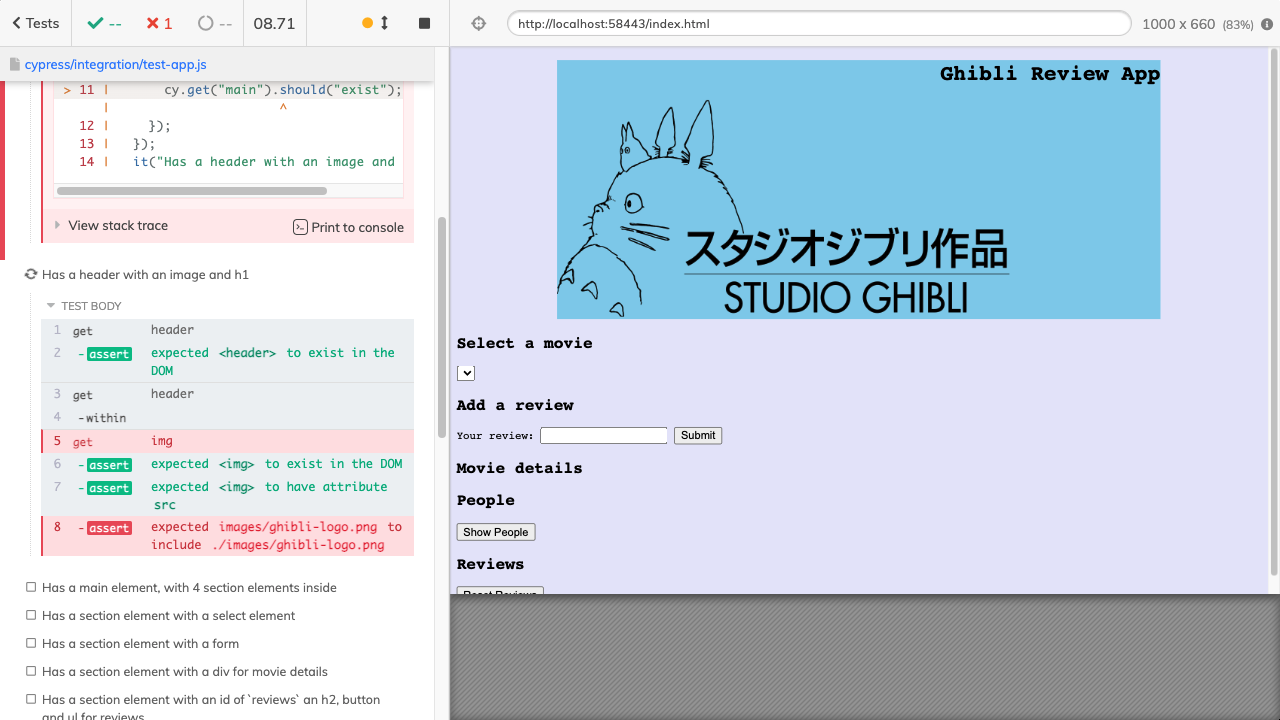 Tests
--
1
--
08.71
http://localhost:58443/index.html
1000 x 660 (83%)
cypress/integration/test-app.js
> 11 | cy.get("main").should("exist");
| ^
12 | });
13 | });
14 | it("Has a header with an image and
View stack trace
Print to console
Has a header with an image and h1
TEST BODY
1 get header
2 -assert expected <header> to exist in the
DOM
3 get header
4 -within
5 get img
6 -assert expected <img> to exist in the DOM
7 -assert expected <img> to have attribute
src
8 -assert expected images/ghibli-logo.png to
include ./images/ghibli-logo.png
Has a main element, with 4 section elements inside
Has a section element with a select element
Has a section element with a form
Has a section element with a div for movie details
Has a section element with an id of `reviews` an h2, button
and ul for reviews
Ghibli Review App
スタジオジブリ作品
STUDIO GHIBLI
Select a movie
Add a review
Your review:
Submit
Movie details
People
Show People
Reviews
Reset Reviews